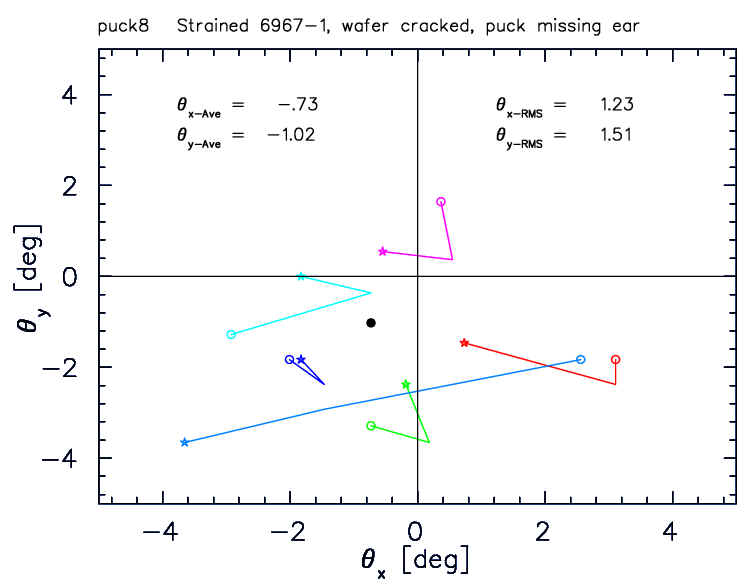 puck8 Strained 6967-1, wafer cracked, puck missing ear
θx-Ave = -.73 θx-RMS = 1.23
θy-Ave = -1.02 θy-RMS = 1.51
4
2
0
-2
-4
θy [deg]
-4 -2 0 2 4
θx [deg]